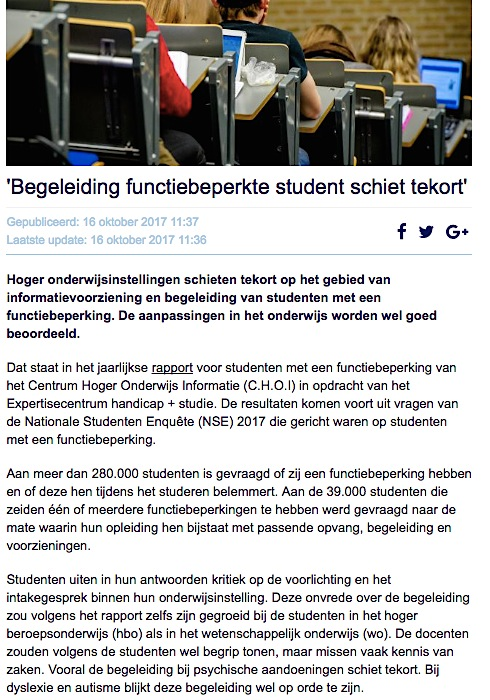 'Begeleiding functiebeperkte student schiet tekort'
Gepubliceerd: 16 oktober 2017 11:37
Laatste update: 16 oktober 2017 11:36
Hoger onderwijsinstellingen schieten tekort op het gebied van
informatievoorziening en begeleiding van studenten met een
functiebeperking. De aanpassingen in het onderwijs worden wel goed
beoordeeld.
Dat staat in het jaarlijkse rapport voor studenten met een functiebeperking van
het Centrum Hoger Onderwijs Informatie (C.H.O.I) in opdracht van het
Expertisecentrum handicap + studie. De resultaten komen voort uit vragen van
de Nationale Studenten Enquête (NSE) 2017 die gericht waren op studenten
met een functiebeperking.
Aan meer dan 280.000 studenten is gevraagd of zij een functiebeperking hebben
en of deze hen tijdens het studeren belemmert. Aan de 39.000 studenten die
zeiden één of meerdere functiebeperkingen te hebben werd gevraagd naar de
mate waarin hun opleiding hen bijstaat met passende opvang, begeleiding en
voorzieningen.
Studenten uiten in hun antwoorden kritiek op de voorlichting en het
intakegesprek binnen hun onderwijsinstelling. Deze onvrede over de begeleiding
zou volgens het rapport zelfs zijn gegroeid bij de studenten in het hoger
beroepsonderwijs (hbo) als in het wetenschappelijk onderwijs (wo). De docenten
zouden volgens de studenten wel begrip tonen, maar missen vaak kennis van
zaken. Vooral de begeleiding bij psychische aandoeningen schiet tekort. Bij
dyslexie en autisme blijkt deze begeleiding wel op orde te zijn.